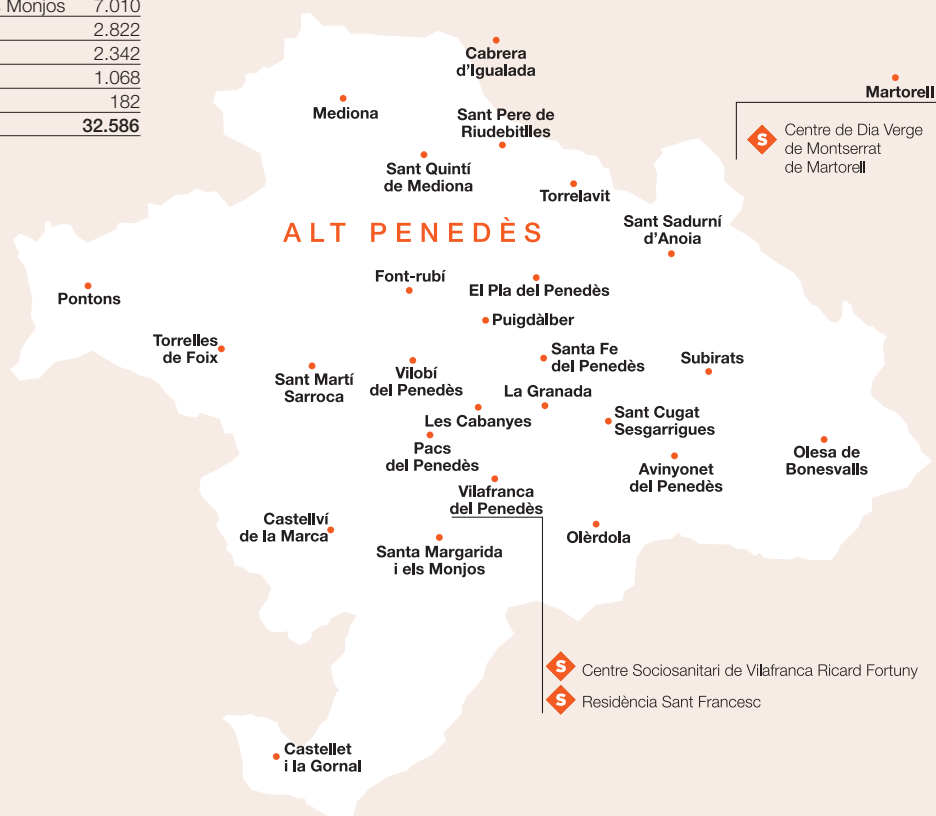 Monjos 7.010
2.822
2.342
1.068
182
32.586
Cabrera
d'Igualada
Martorell
Mediona
Sant Pere de
Riudebitlles
Centre de Dia Verge
de Montserrat
de Martorell
S
Sant Quintí
de Mediona
Torrelavit
Sant Sadurní
d'Anoia
ALT PENEDÈS
Font-rubí
El Pla del Penedès
Pontons
Puigdàlber
Torrelles
de Foix
Santa Fe
del Penedès
Subirats
Sant Martí
Sarroca
Vilobí
del Penedès
La Granada
Les Cabanyes
Sant Cugat
Sesgarrigues
Pacs
del Penedès
Olesa de
Bonesvalls
Avinyonet
del Penedès
Vilafranca
del Penedès
Castellví
de la Marca
Olèrdola
Santa Margarida
i els Monjos
S Centre Sociosanitari de Vilafranca Ricard Fortuny
S Residència Sant Francesc
Castellet
i la Gornal